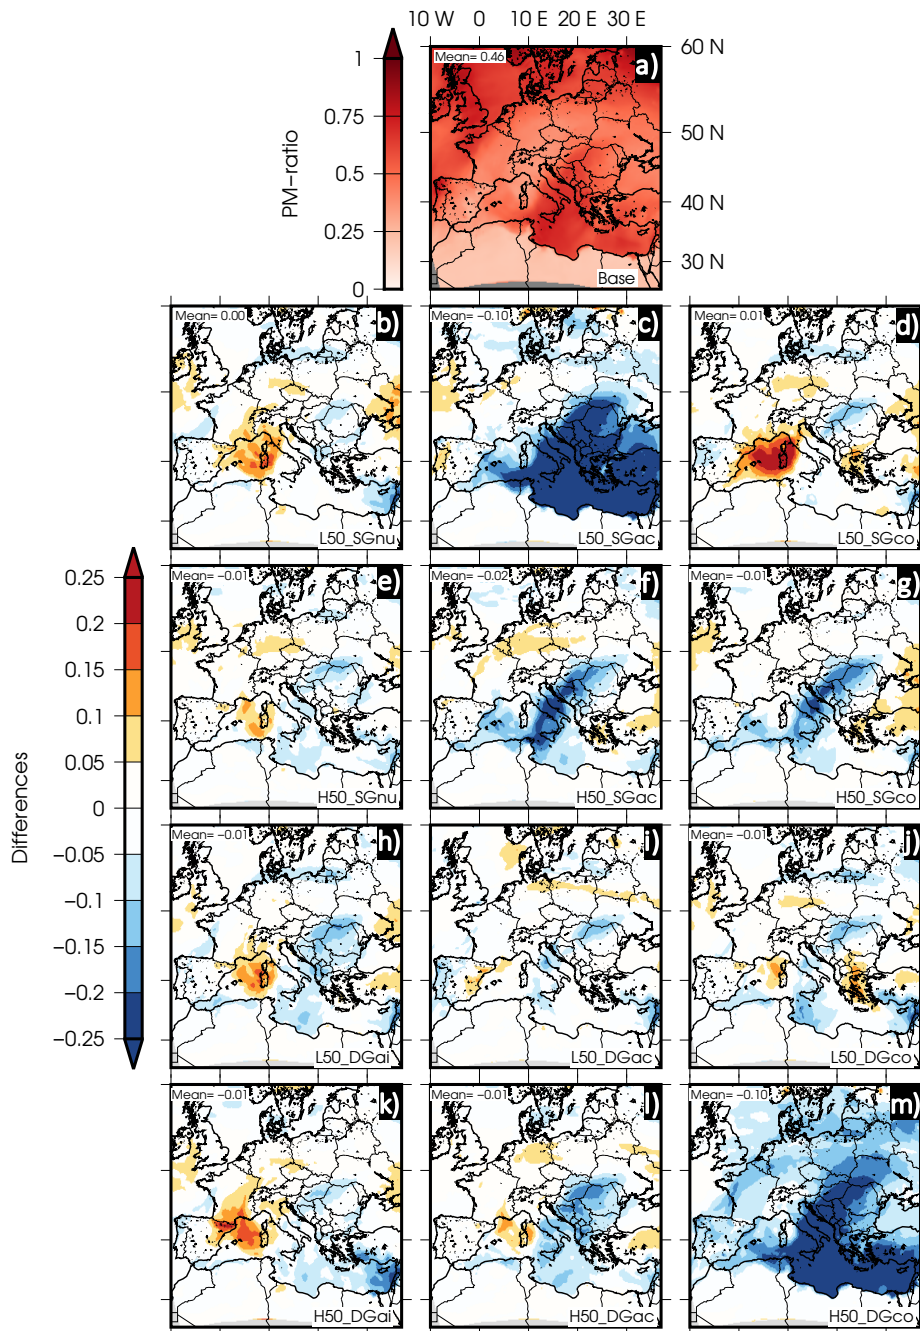 10 W 0 10 E 20 E 30 E
Mean= 0.46
a)
60 N
50 N
40 N
30 N
1
0.75
0.5
0.25
0
PM−ratio
Base
Mean= 0.00
b)
L50_SGnu
Mean= −0.10
c)
L50_SGac
Mean= 0.01
d)
L50_SGco
Mean= −0.01
e)
H50_SGnu
Mean= −0.02
f)
H50_SGac
Mean= −0.01
g)
H50_SGco
0.25
0.2
0.15
0.1
0.05
0
−0.05
−0.1
−0.15
−0.2
−0.25
Differences
Mean= −0.01
h)
L50_DGai
Mean= −0.01
i)
L50_DGac
Mean= −0.01
j)
L50_DGco
Mean= −0.01
k)
H50_DGai
Mean= −0.01
l)
H50_DGac
Mean= −0.10
m)
H50_DGco